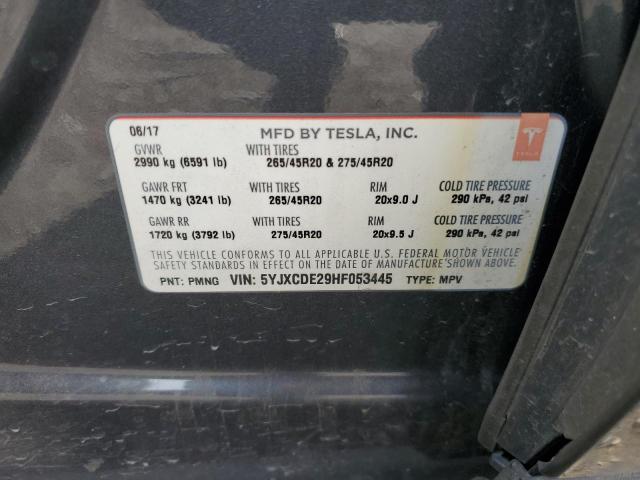 06/17 MFD BY TESLA, INC.
GVWR WITH TIRES
2990 kg (6591 lb) 265/45R20 & 275/45R20
TESLA
GAWR FRT WITH TIRES RIM COLD TIRE PRESSURE
1470 kg (3241 lb) 265/45R20 20x9.0 J 290 kPa, 42 psi
GAWR RR WITH TIRES RIM COLD TIRE PRESSURE
1720 kg (3792 lb) 275/45R20 20x9.5 J 290 kPa, 42 psi
THIS VEHICLE CONFORMS TO ALL APPLICABLE U.S. FEDERAL MOTOR VEHICLE
SAFETY STANDARDS IN EFFECT ON THE DATE OF MANUFACTURE SHOWN ABOVE.
PNT: PMNG VIN: 5YJXCDE29HF053445 TYPE: MPV